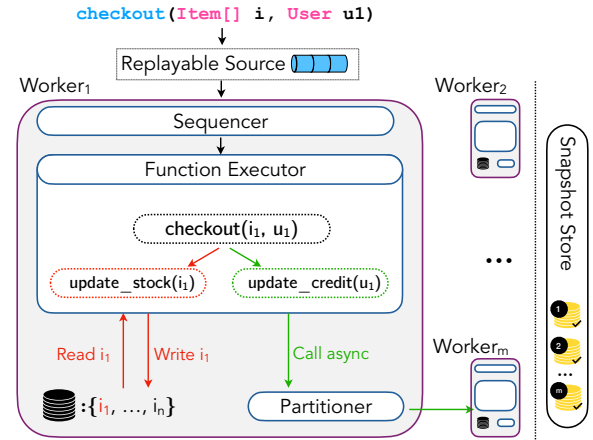 checkout(Item[] i, User u1)
Replayable Source
Worker₁
Worker₂
Sequencer
Function Executor
checkout(i₁, u₁)
update_stock(i₁)
update_credit(u₁)
...
Snapshot Store
Read i₁
Write i₁
Call async
1
2
...
m
Workerₘ
:{i₁, ..., iₙ}
Partitioner